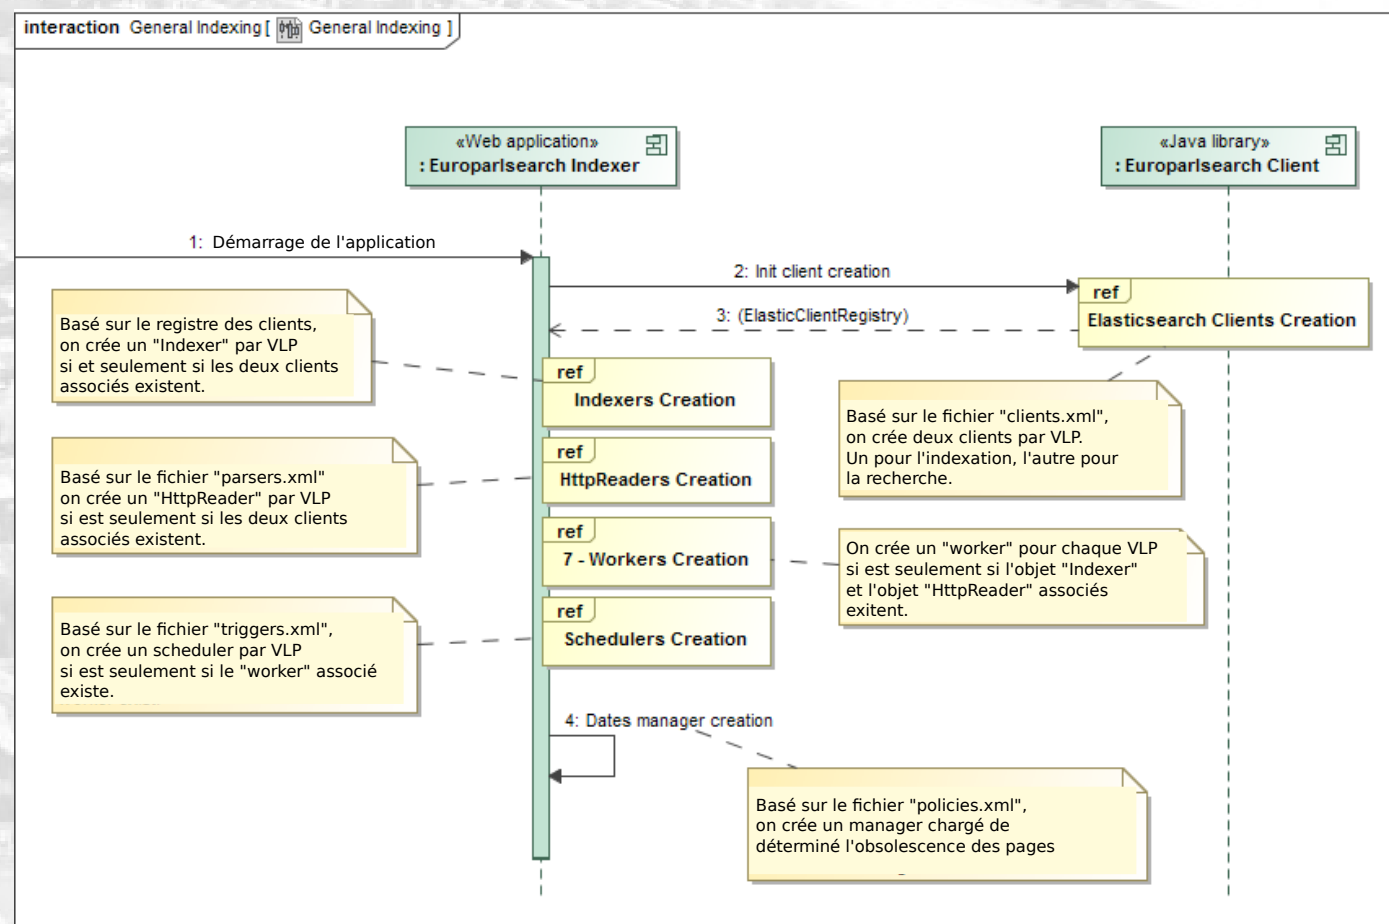 interaction General Indexing [ General Indexing ]
«Web application»
: Europarlsearch Indexer
«Java library»
: Europarlsearch Client
1: Démarrage de l'application
2: Init client creation
ref
Elasticsearch Clients Creation
3: (ElasticClientRegistry)
Basé sur le registre des clients,
on crée un "Indexer" par VLP
si et seulement si les deux clients
associés existent.
ref
Indexers Creation
Basé sur le fichier "clients.xml",
on crée deux clients par VLP.
Un pour l'indexation, l'autre pour
la recherche.
Basé sur le fichier "parsers.xml"
on crée un "HttpReader" par VLP
si est seulement si les deux clients
associés existent.
ref
HttpReaders Creation
ref
7 - Workers Creation
On crée un "worker" pour chaque VLP
si est seulement si l'objet "Indexer"
et l'objet "HttpReader" associés
exitent.
Basé sur le fichier "triggers.xml",
on crée un scheduler par VLP
si est seulement si le "worker" associé
existe.
ref
Schedulers Creation
4: Dates manager creation
Basé sur le fichier "policies.xml",
on crée un manager chargé de
déterminé l'obsolescence des pages